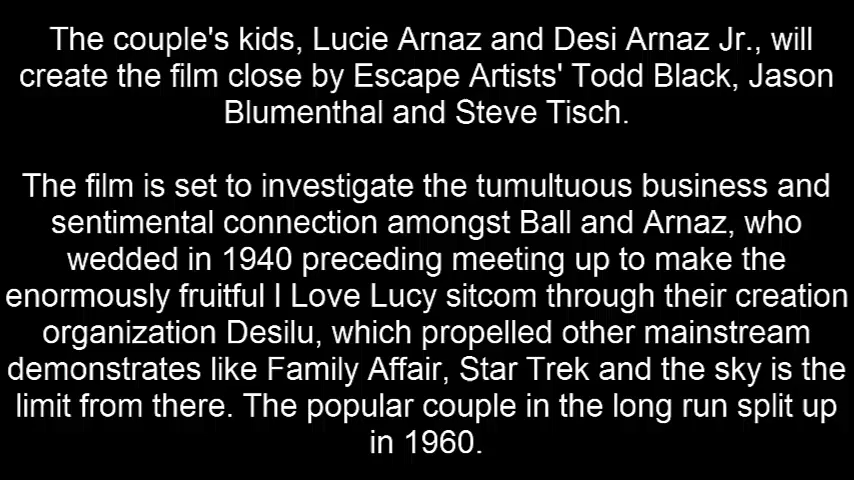 The couple's kids, Lucie Arnaz and Desi Arnaz Jr., will
create the film close by Escape Artists' Todd Black, Jason
Blumenthal and Steve Tisch.
The film is set to investigate the tumultuous business and
sentimental connection amongst Ball and Arnaz, who
wedded in 1940 preceding meeting up to make the
enormously fruitful I Love Lucy sitcom through their creation
organization Desilu, which propelled other mainstream
demonstrates like Family Affair, Star Trek and the sky is the
limit from there. The popular couple in the long run split up
in 1960.